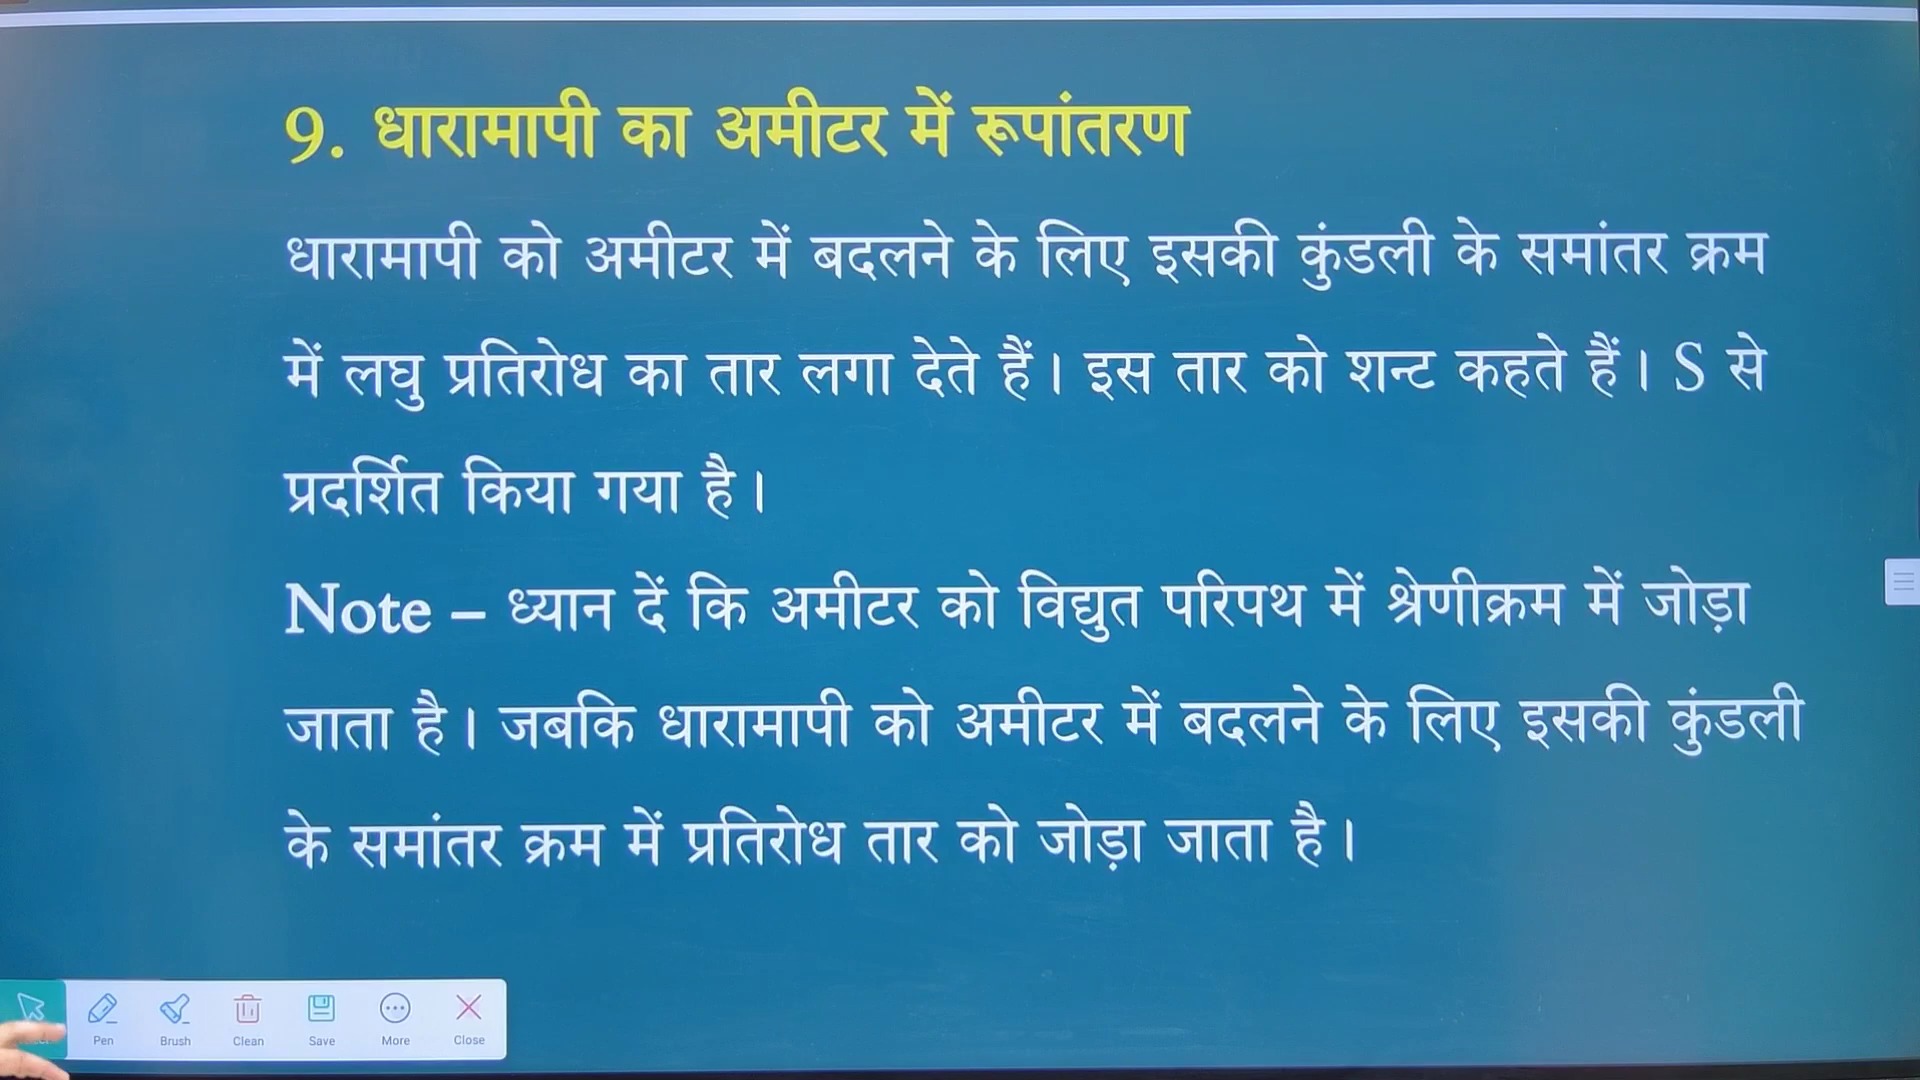 9. धारामापी का अमीटर में रूपांतरण
धारामापी को अमीटर में बदलने के लिए इसकी कुंडली के समांतर क्रम
में लघु प्रतिरोध का तार लगा देते हैं। इस तार को शन्ट कहते हैं। S से
प्रदर्शित किया गया है।
Note – ध्यान दें कि अमीटर को विद्युत परिपथ में श्रेणीक्रम में जोड़ा
जाता है। जबकि धारामापी को अमीटर में बदलने के लिए इसकी कुंडली
के समांतर क्रम में प्रतिरोध तार को जोड़ा जाता है।
Pen Brush Clean Save More Close